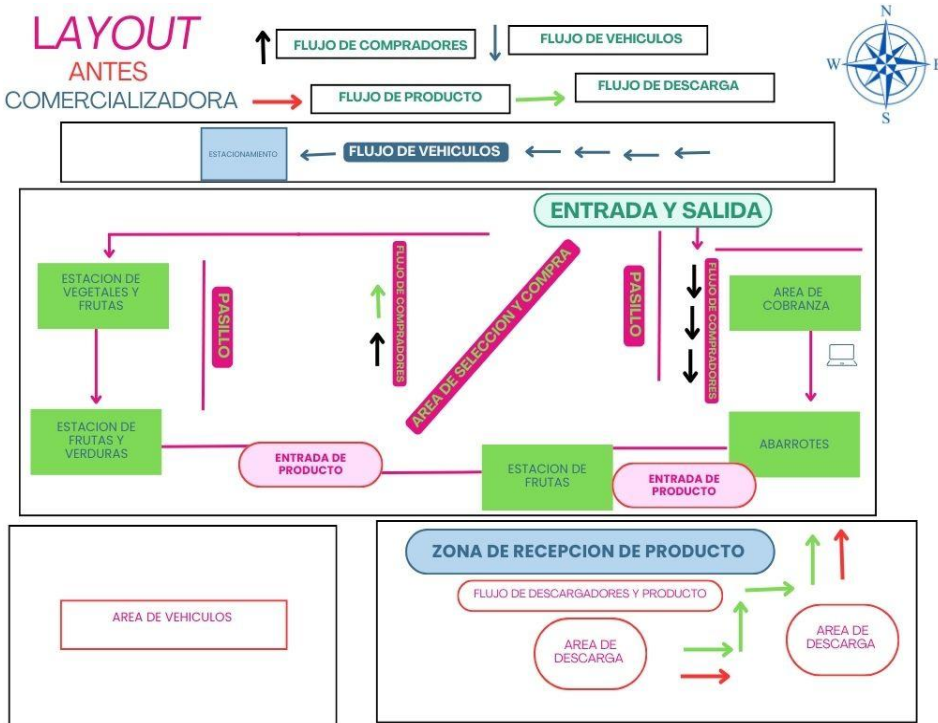 LAYOUT
ANTES
COMERCIALIZADORA
FLUJO DE COMPRADORES
FLUJO DE VEHICULOS
FLUJO DE PRODUCTO
FLUJO DE DESCARGA
N
W
E
S
ESTACIONAMIENTO
FLUJO DE VEHICULOS
ENTRADA Y SALIDA
ESTACION DE
VEGETALES Y
FRUTAS
PASILLO
FLUJO DE COMPRADORES
AREA DE SELECCION Y COMPRA
PASILLO
FLUJO DE COMPRADORES
AREA DE
COBRANZA
ESTACION DE
FRUTAS Y
VERDURAS
ENTRADA DE
PRODUCTO
ESTACION DE
FRUTAS
ENTRADA DE
PRODUCTO
ABARROTES
AREA DE VEHICULOS
ZONA DE RECEPCION DE PRODUCTO
FLUJO DE DESCARGADORES Y PRODUCTO
AREA DE
DESCARGA
AREA DE
DESCARGA